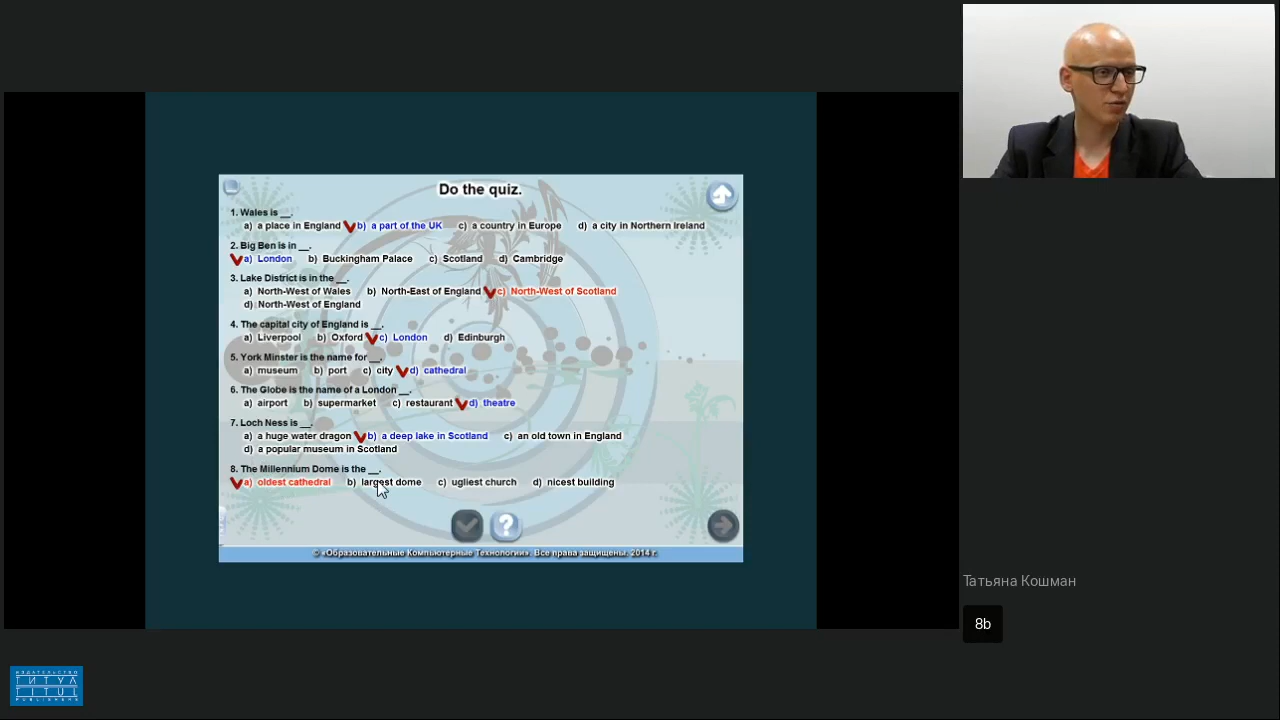 Do the quiz.
1. Wales is __.
a) a place in England b) a part of the UK c) a country in Europe d) a city in Northern Ireland
2. Big Ben is in __.
a) London b) Buckingham Palace c) Scotland d) Cambridge
3. Lake District is in the __.
a) North-West of Wales b) North-East of England c) North-West of Scotland
d) North-West of England
4. The capital city of England is __.
a) Liverpool b) Oxford c) London d) Edinburgh
5. York Minster is the name for __.
a) museum b) port c) city d) cathedral
6. The Globe is the name of a London __.
a) airport b) supermarket c) restaurant d) theatre
7. Loch Ness is __.
a) a huge water dragon b) a deep lake in Scotland c) an old town in England
d) a popular museum in Scotland
8. The Millennium Dome is the __.
a) oldest cathedral b) largest dome c) ugliest church d) nicest building
?
© «Образовательные Компьютерные Технологии». Все права защищены. 2014 г.
Татьяна Кошман
8b
ИЗДАТЕЛЬСТВО
ТИТУЛ
TITUL
PUBLISHERS